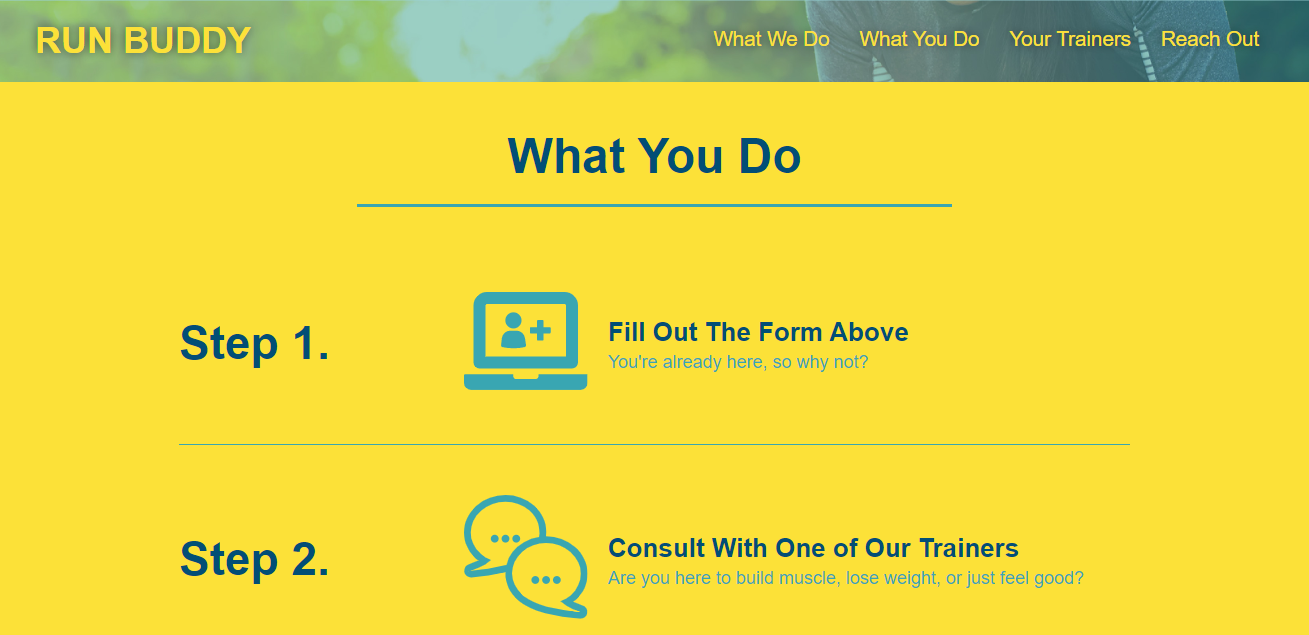 RUN BUDDY
What We Do What You Do Your Trainers Reach Out
What You Do
Step 1.
Fill Out The Form Above
You're already here, so why not?
Step 2.
Consult With One of Our Trainers
Are you here to build muscle, lose weight, or just feel good?